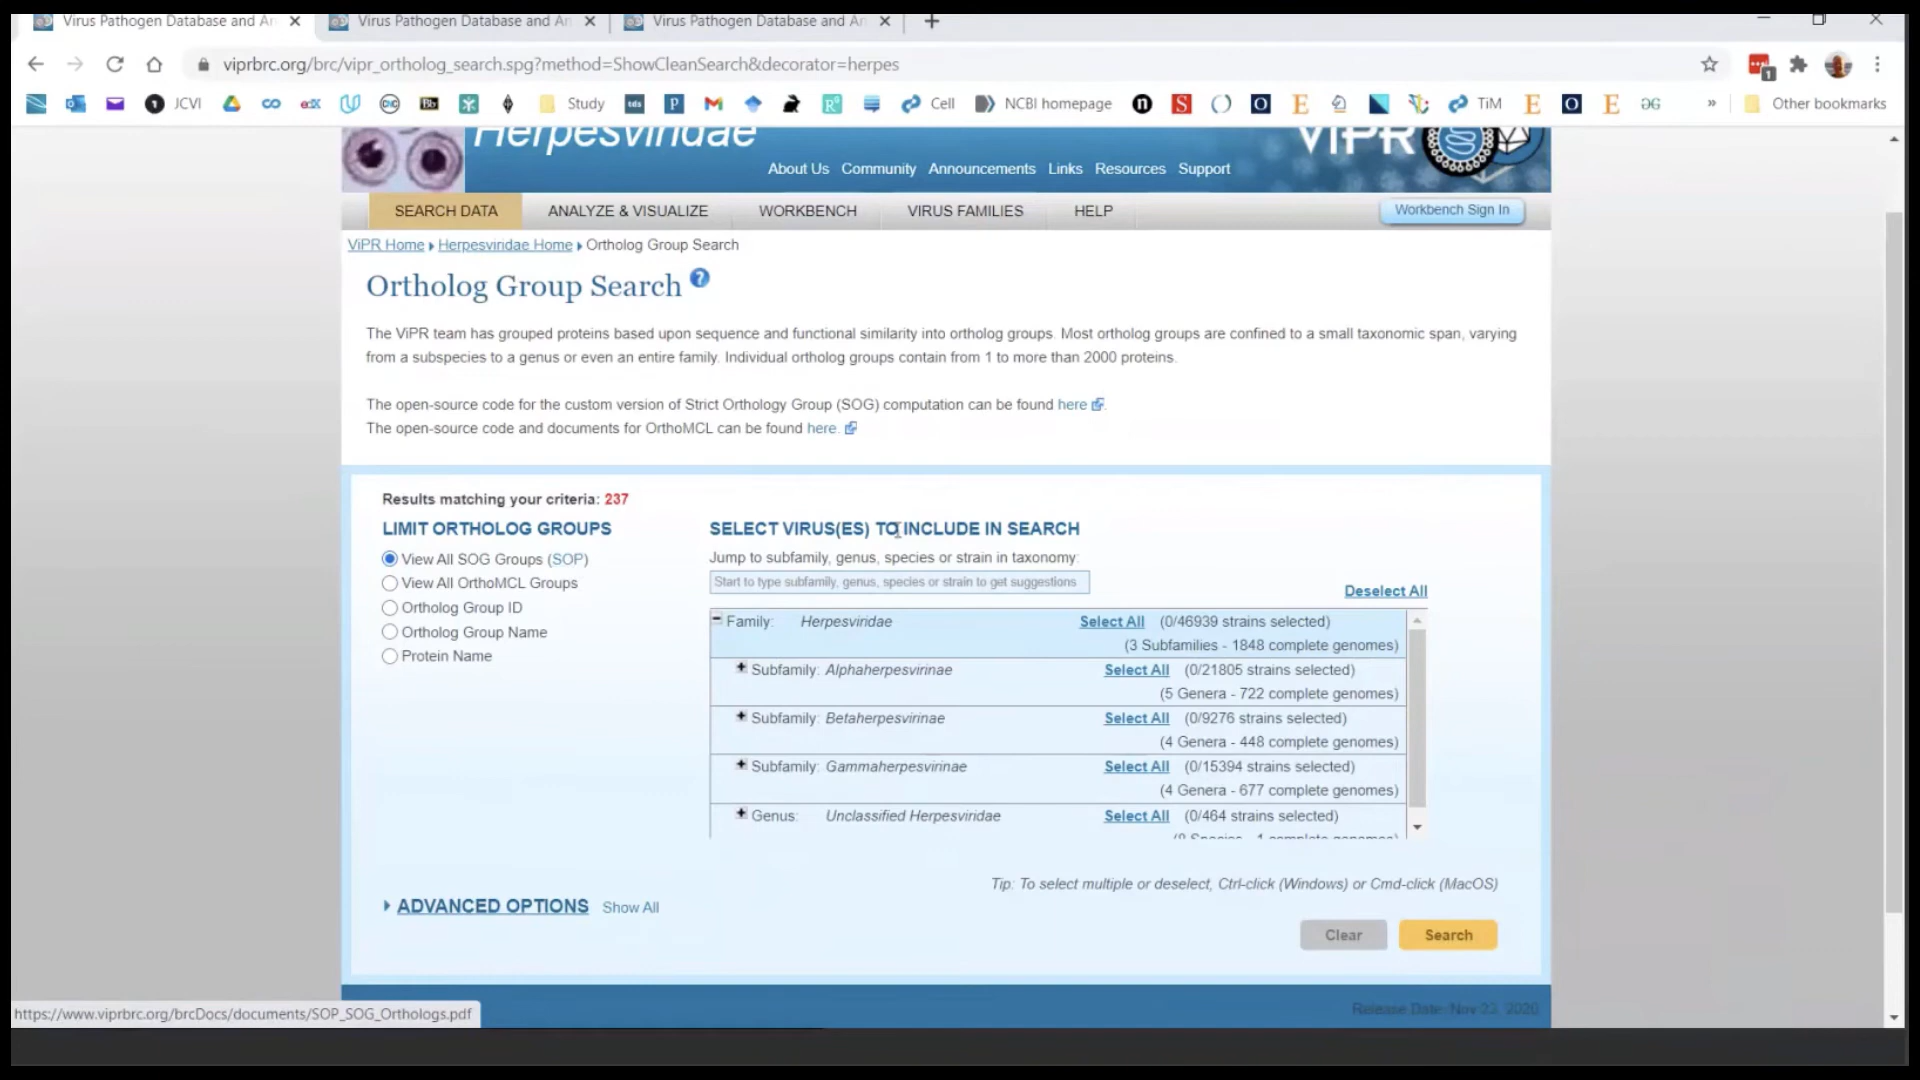 Virus Pathogen Database and An
Virus Pathogen Database and An
Virus Pathogen Database and An
viprbrc.org/brc/vipr_ortholog_search.spg?method=ShowCleanSearch&decorator=herpes
1
JCVI
Study
Cell
NCBI homepage
TiM
»
Other bookmarks
Herpesviridae
ViPR
About Us Community Announcements Links Resources Support
SEARCH DATA ANALYZE & VISUALIZE WORKBENCH VIRUS FAMILIES HELP
Workbench Sign In
ViPR Home Herpesviridae Home Ortholog Group Search
Ortholog Group Search ?
The ViPR team has grouped proteins based upon sequence and functional similarity into ortholog groups. Most ortholog groups are confined to a small taxonomic span, varying
from a subspecies to a genus or even an entire family. Individual ortholog groups contain from 1 to more than 2000 proteins.
The open-source code for the custom version of Strict Orthology Group (SOG) computation can be found here.
The open-source code and documents for OrthoMCL can be found here.
Results matching your criteria: 237
LIMIT ORTHOLOG GROUPS
View All SOG Groups (SOP)
View All OrthoMCL Groups
Ortholog Group ID
Ortholog Group Name
Protein Name
SELECT VIRUS(ES) TO INCLUDE IN SEARCH
Jump to subfamily, genus, species or strain in taxonomy:
Start to type subfamily, genus, species or strain to get suggestions
Deselect All
Family: Herpesviridae Select All (0/46939 strains selected)
(3 Subfamilies - 1848 complete genomes)
Subfamily: Alphaherpesvirinae Select All (0/21805 strains selected)
(5 Genera - 722 complete genomes)
Subfamily: Betaherpesvirinae Select All (0/9276 strains selected)
(4 Genera - 448 complete genomes)
Subfamily: Gammaherpesvirinae Select All (0/15394 strains selected)
(4 Genera - 677 complete genomes)
Genus: Unclassified Herpesviridae Select All (0/464 strains selected)
Tip: To select multiple or deselect, Ctrl-click (Windows) or Cmd-click (MacOS)
ADVANCED OPTIONS Show All
Clear
Search
Release Date: Nov 23, 2020
https://www.viprbrc.org/brcDocs/documents/SOP_SOG_Orthologs.pdf